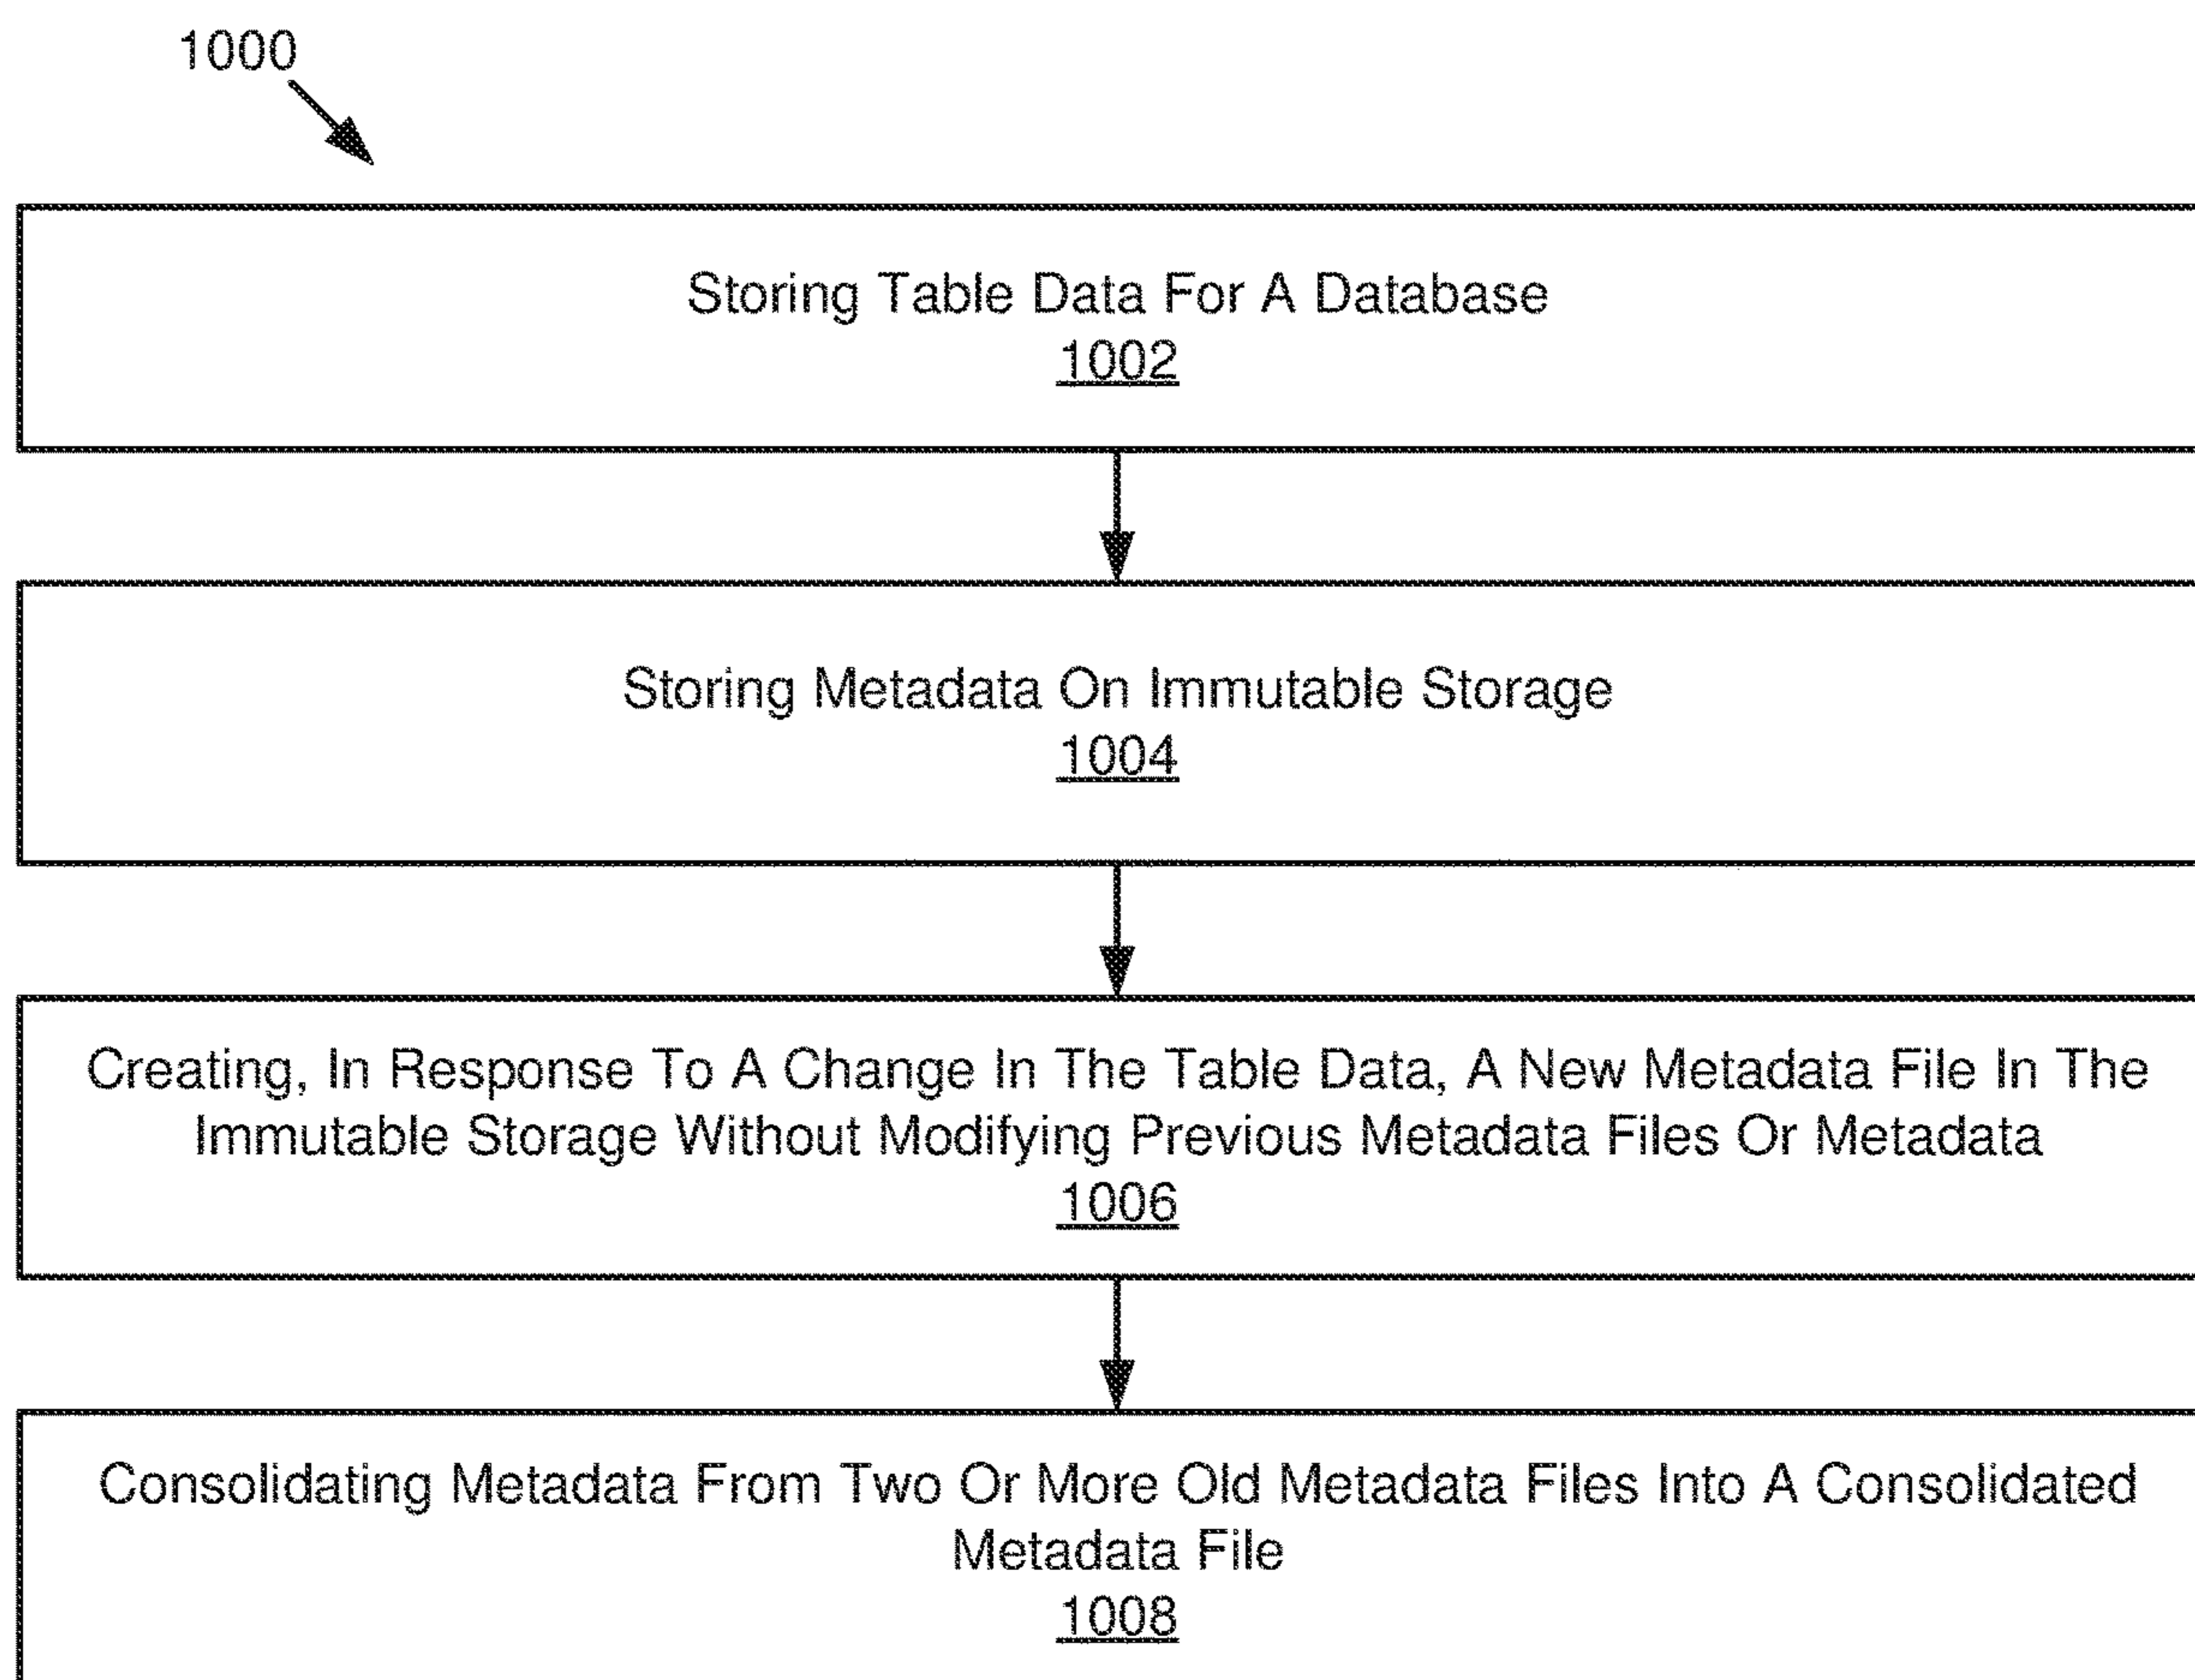 1000
Storing Table Data For A Database
1002
Storing Metadata On Immutable Storage
1004
Creating, In Response To A Change In The Table Data, A New Metadata File In The
Immutable Storage Without Modifying Previous Metadata Files Or Metadata
1006
Consolidating Metadata From Two Or More Old Metadata Files Into A Consolidated
Metadata File
1008